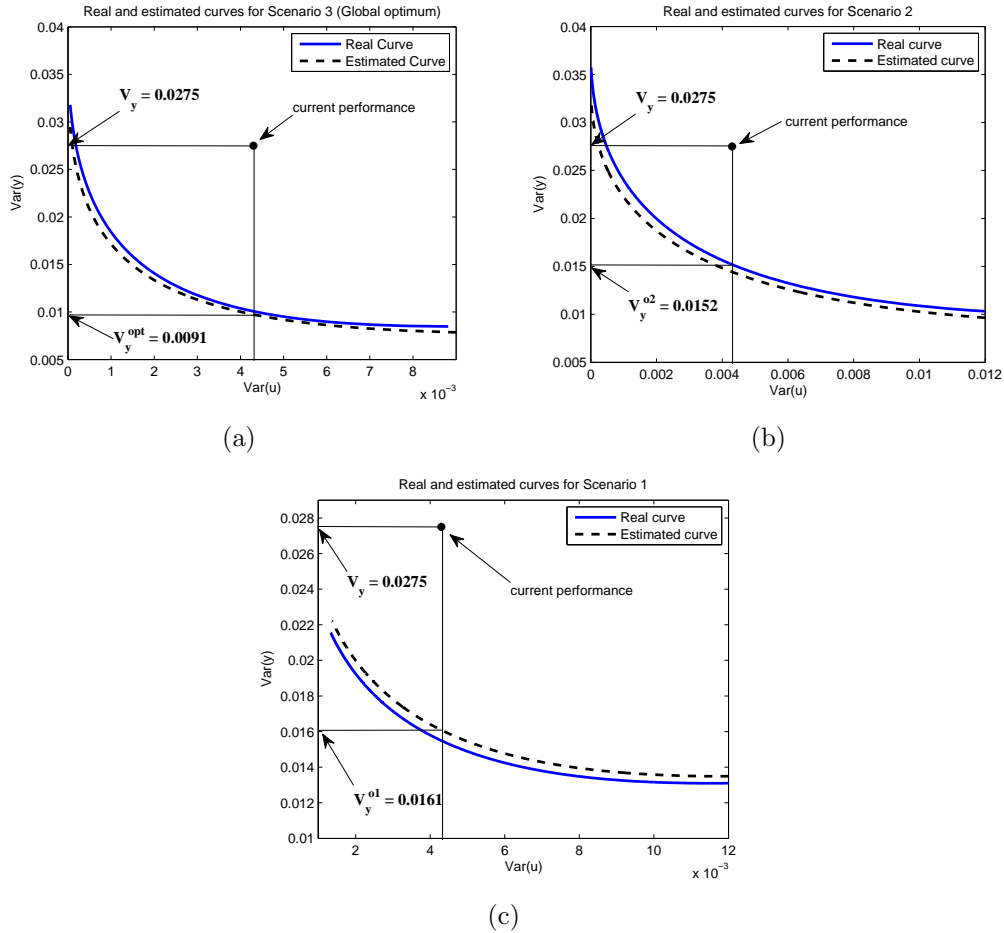 Real and estimated curves for Scenario 3 (Global optimum)
0.04
0.035
0.03
0.025
0.02
0.015
0.01
0.005
Var(y)
Real Curve
Estimated Curve
V_y = 0.0275
current performance
V_y^opt = 0.0091
0 1 2 3 4 5 6 7 8
Var(u)
x 10^-3
(a)
Real and estimated curves for Scenario 2
0.04
0.035
0.03
0.025
0.02
0.015
0.01
0.005
Var(y)
Real curve
Estimated curve
V_y = 0.0275
current performance
V_y^o2 = 0.0152
0 0.002 0.004 0.006 0.008 0.01 0.012
Var(u)
(b)
Real and estimated curves for Scenario 1
0.028
0.026
0.024
0.022
0.02
0.018
0.016
0.014
0.012
0.01
Var(y)
Real curve
Estimated curve
V_y = 0.0275
current performance
V_y^o1 = 0.0161
2 4 6 8 10 12
Var(u)
x 10^-3
(c)